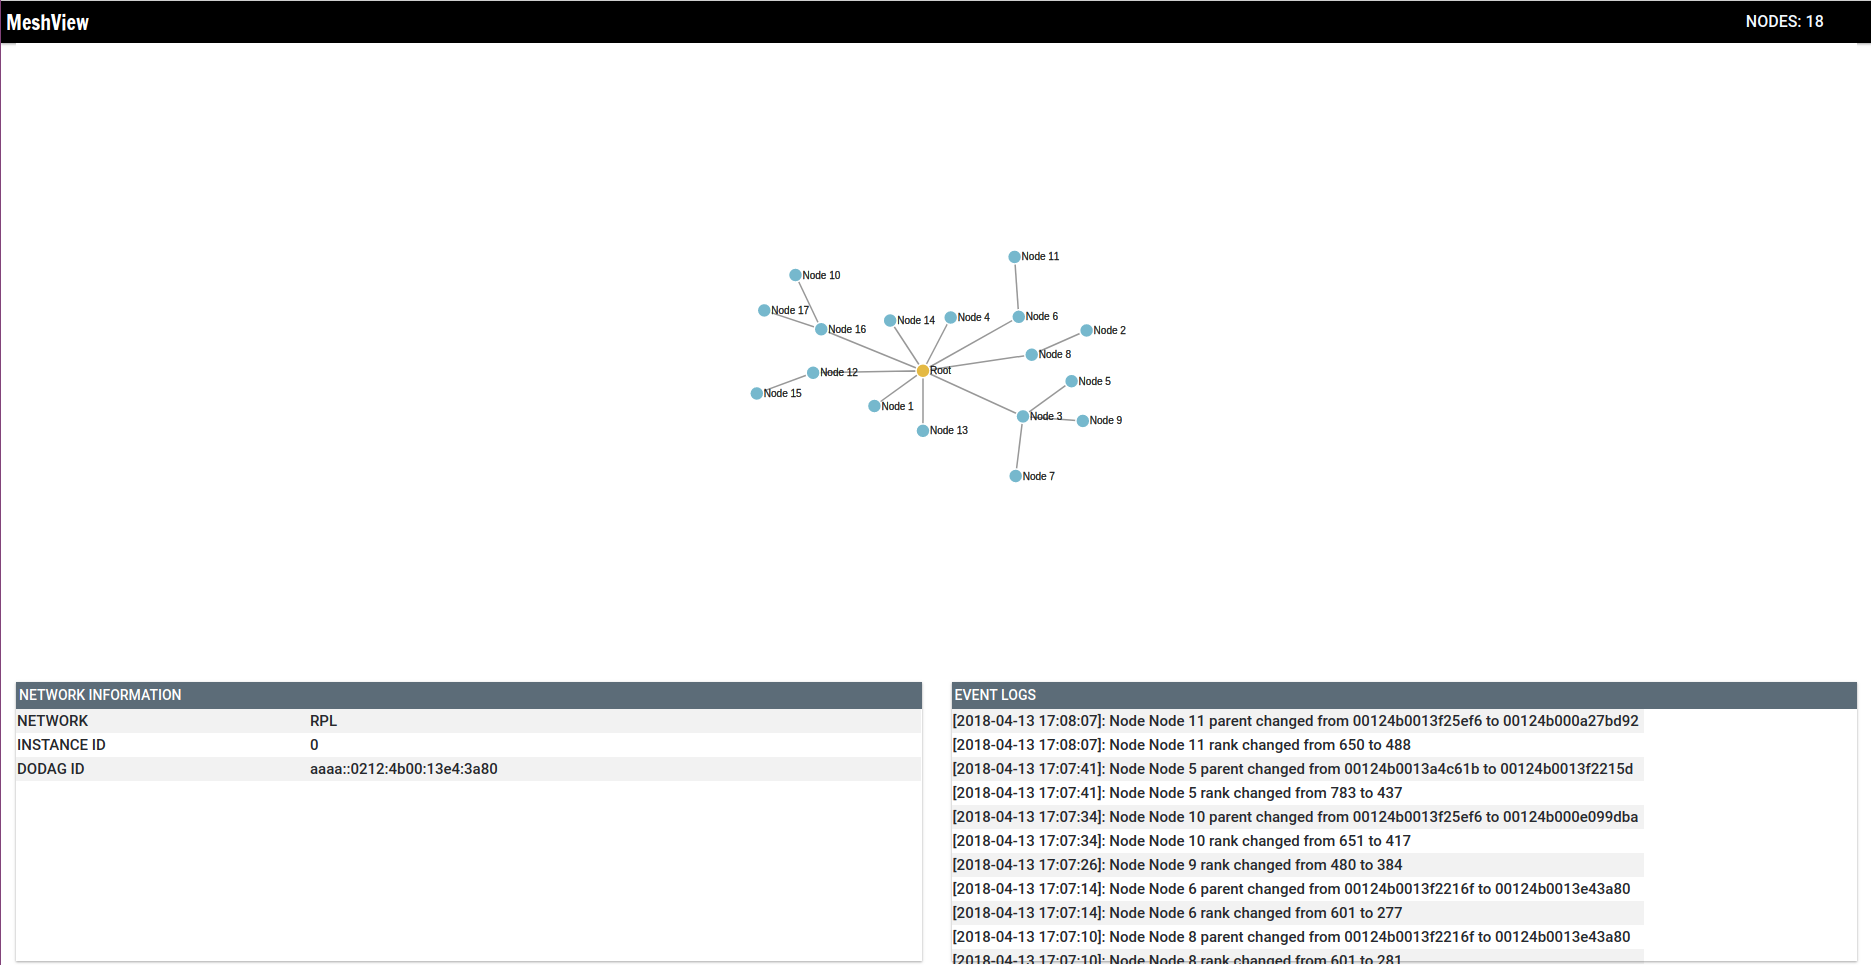 MeshView
NODES: 18
Node 11
Node 10
Node 17
Node 14
Node 4
Node 6
Node 16
Node 2
Node 8
Node 12
Root
Node 5
Node 15
Node 1
Node 3
Node 9
Node 13
Node 7
NETWORK INFORMATION
NETWORK RPL
INSTANCE ID 0
DODAG ID aaaa::0212:4b00:13e4:3a80
EVENT LOGS
[2018-04-13 17:08:07]: Node Node 11 parent changed from 00124b0013f25ef6 to 00124b000a27bd92
[2018-04-13 17:08:07]: Node Node 11 rank changed from 650 to 488
[2018-04-13 17:07:41]: Node Node 5 parent changed from 00124b0013a4c61b to 00124b0013f2215d
[2018-04-13 17:07:41]: Node Node 5 rank changed from 783 to 437
[2018-04-13 17:07:34]: Node Node 10 parent changed from 00124b0013f25ef6 to 00124b000e099dba
[2018-04-13 17:07:34]: Node Node 10 rank changed from 651 to 417
[2018-04-13 17:07:26]: Node Node 9 rank changed from 480 to 384
[2018-04-13 17:07:14]: Node Node 6 parent changed from 00124b0013f2216f to 00124b0013e43a80
[2018-04-13 17:07:14]: Node Node 6 rank changed from 601 to 277
[2018-04-13 17:07:10]: Node Node 8 parent changed from 00124b0013f2216f to 00124b0013e43a80
[2018-04-13 17:07:10]: Node Node 8 rank changed from 601 to 281